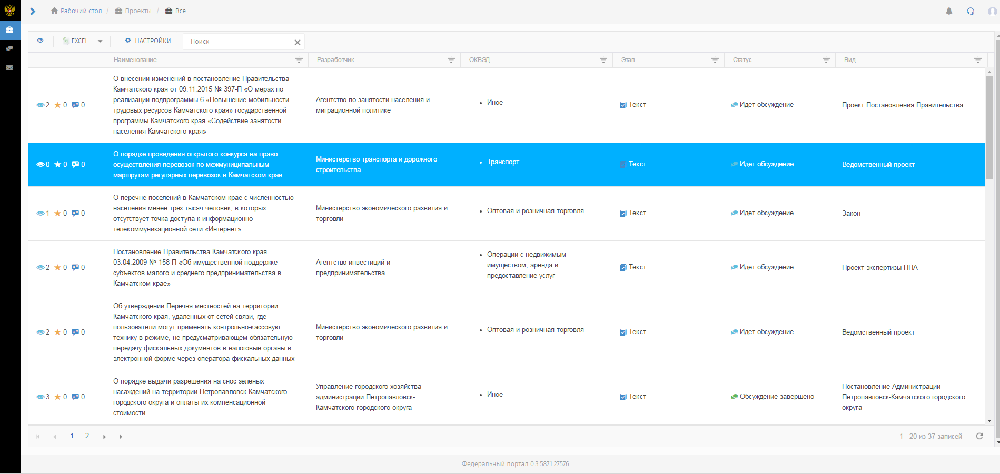 Рабочий стол / Проекты / Все
EXCEL НАСТРОЙКИ Поиск
Наименование Разработчик ОКВЭД Этап Статус Вид
О внесении изменений в постановление Правительства
Камчатского края от 09.11.2015 № 397-П «О мерах по
реализации подпрограммы 6 «Повышение мобильности
трудовых ресурсов Камчатского края» государственной
программы Камчатского края «Содействие занятости
населения Камчатского края»
2 0 0
Агентство по занятости населения и
миграционной политике
• Иное
Текст
Идет обсуждение
Проект Постановления Правительства
0 0 0
О порядке проведения открытого конкурса на право
осуществления перевозок по межмуниципальным
маршрутам регулярных перевозок в Камчатском крае
Министерство транспорта и дорожного
строительства
• Транспорт
Текст
Идет обсуждение
Ведомственный проект
1 0 0
О перечне поселений в Камчатском крае с численностью
населения менее трех тысяч человек, в которых
отсутствует точка доступа к информационно-
телекоммуникационной сети «Интернет»
Министерство экономического развития и
торговли
• Оптовая и розничная торговля
Текст
Идет обсуждение
Закон
2 0 0
Постановление Правительства Камчатского края
03.04.2009 № 158-П «Об имущественной поддержке
субъектов малого и среднего предпринимательства в
Камчатском крае»
Агентство инвестиций и
предпринимательства
• Операции с недвижимым
имуществом, аренда и
предоставление услуг
Текст
Идет обсуждение
Проект экспертизы НПА
2 0 0
Об утверждении Перечня местностей на территории
Камчатского края, удаленных от сетей связи, где
пользователи могут применять контрольно-кассовую
технику в режиме, не предусматривающем обязательную
передачу фискальных документов в налоговые органы в
электронной форме через оператора фискальных данных
Министерство экономического развития и
торговли
• Оптовая и розничная торговля
Текст
Идет обсуждение
Ведомственный проект
3 0 0
О порядке выдачи разрешения на снос зеленых
насаждений на территории Петропавловск-Камчатского
городского округа и оплаты их компенсационной
стоимости
Управление городского хозяйства
администрации Петропавловск-
Камчатского городского округа
• Иное
Текст
Обсуждение завершено
Постановление Администрации
Петропавловск-Камчатского городского
округа
1 2
1 - 20 из 37 записей
Федеральный портал 0.3.5871.27576